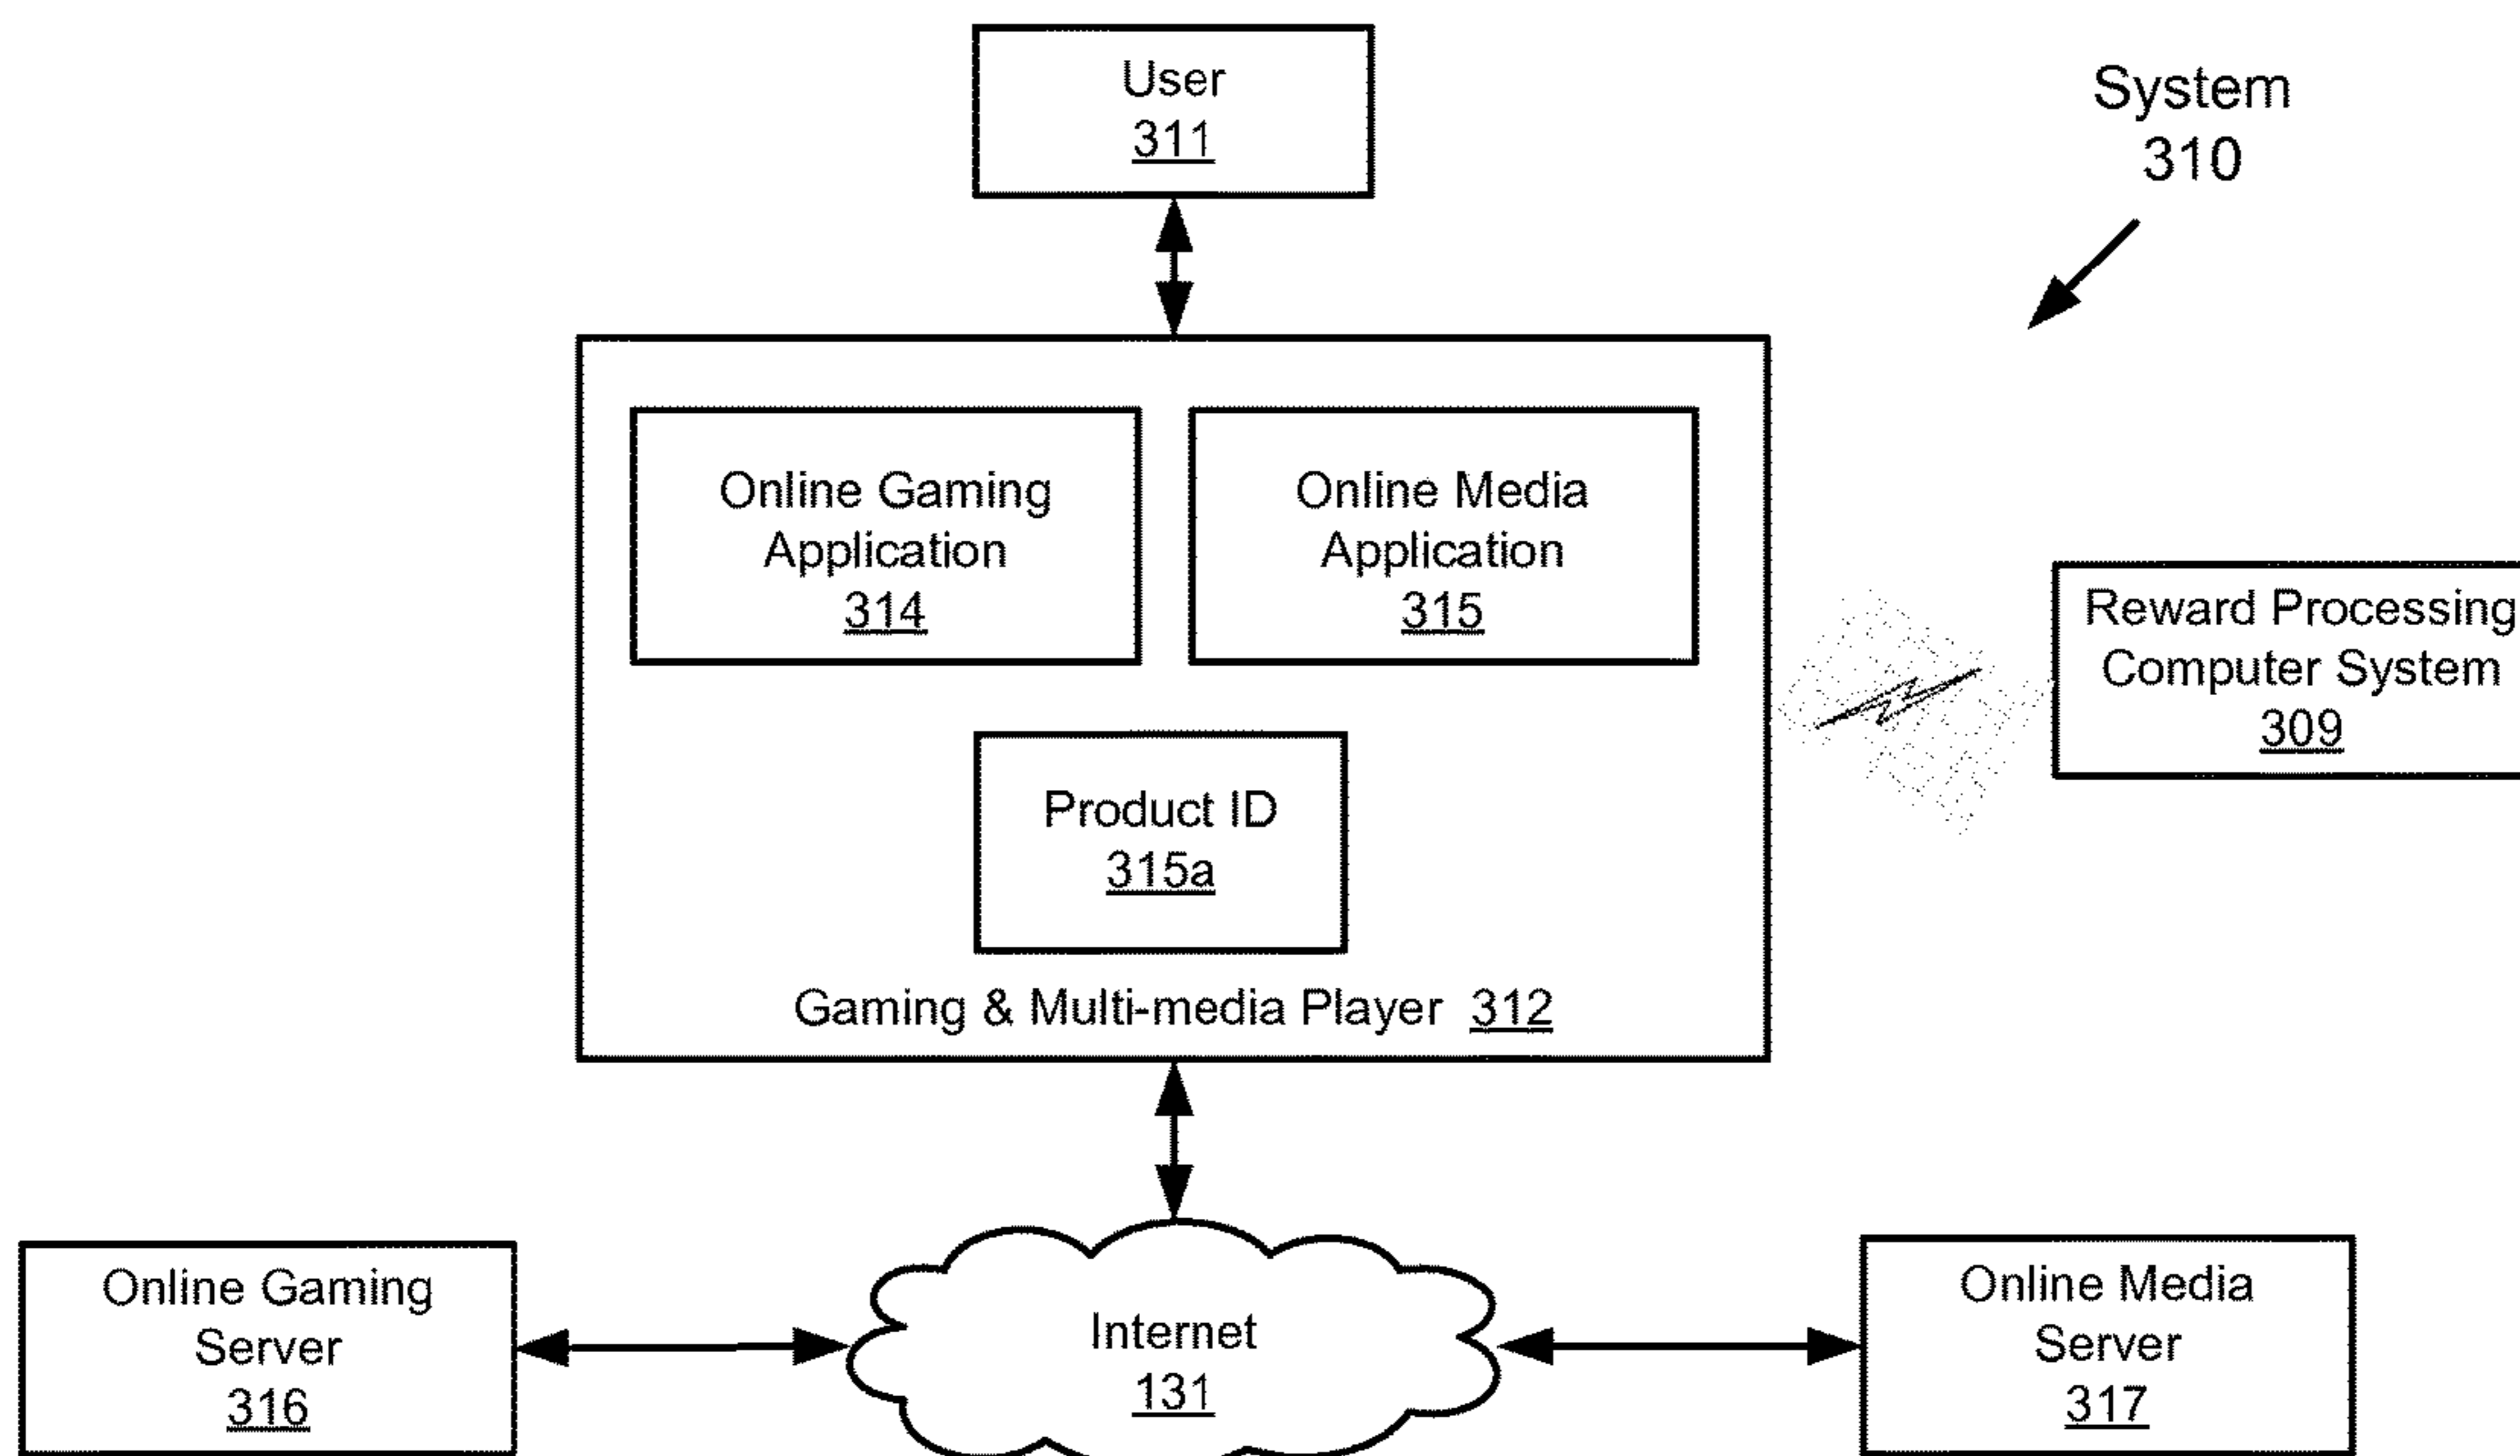 User
311
System
310
Online Gaming
Application
314
Online Media
Application
315
Reward Processing
Computer System
309
Product ID
315a
Gaming & Multi-media Player 312
Online Gaming
Server
316
Internet
131
Online Media
Server
317